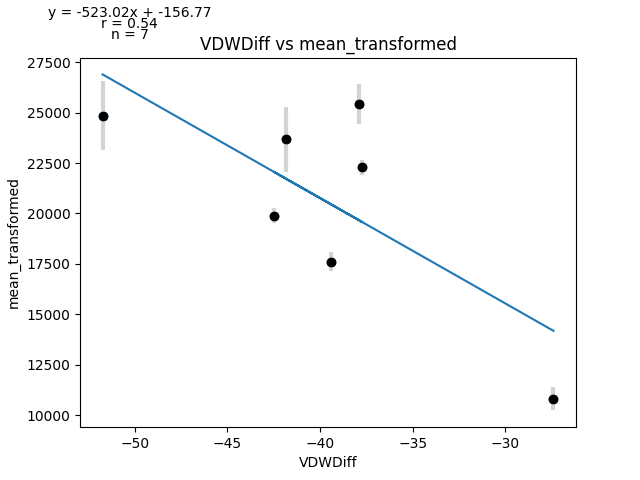 y = -523.02x + -156.77
r = 0.54
n = 7
VDWDiff vs mean_transformed
27500
25000
22500
20000
17500
15000
12500
10000
mean_transformed
−50
−45
−40
−35
−30
VDWDiff